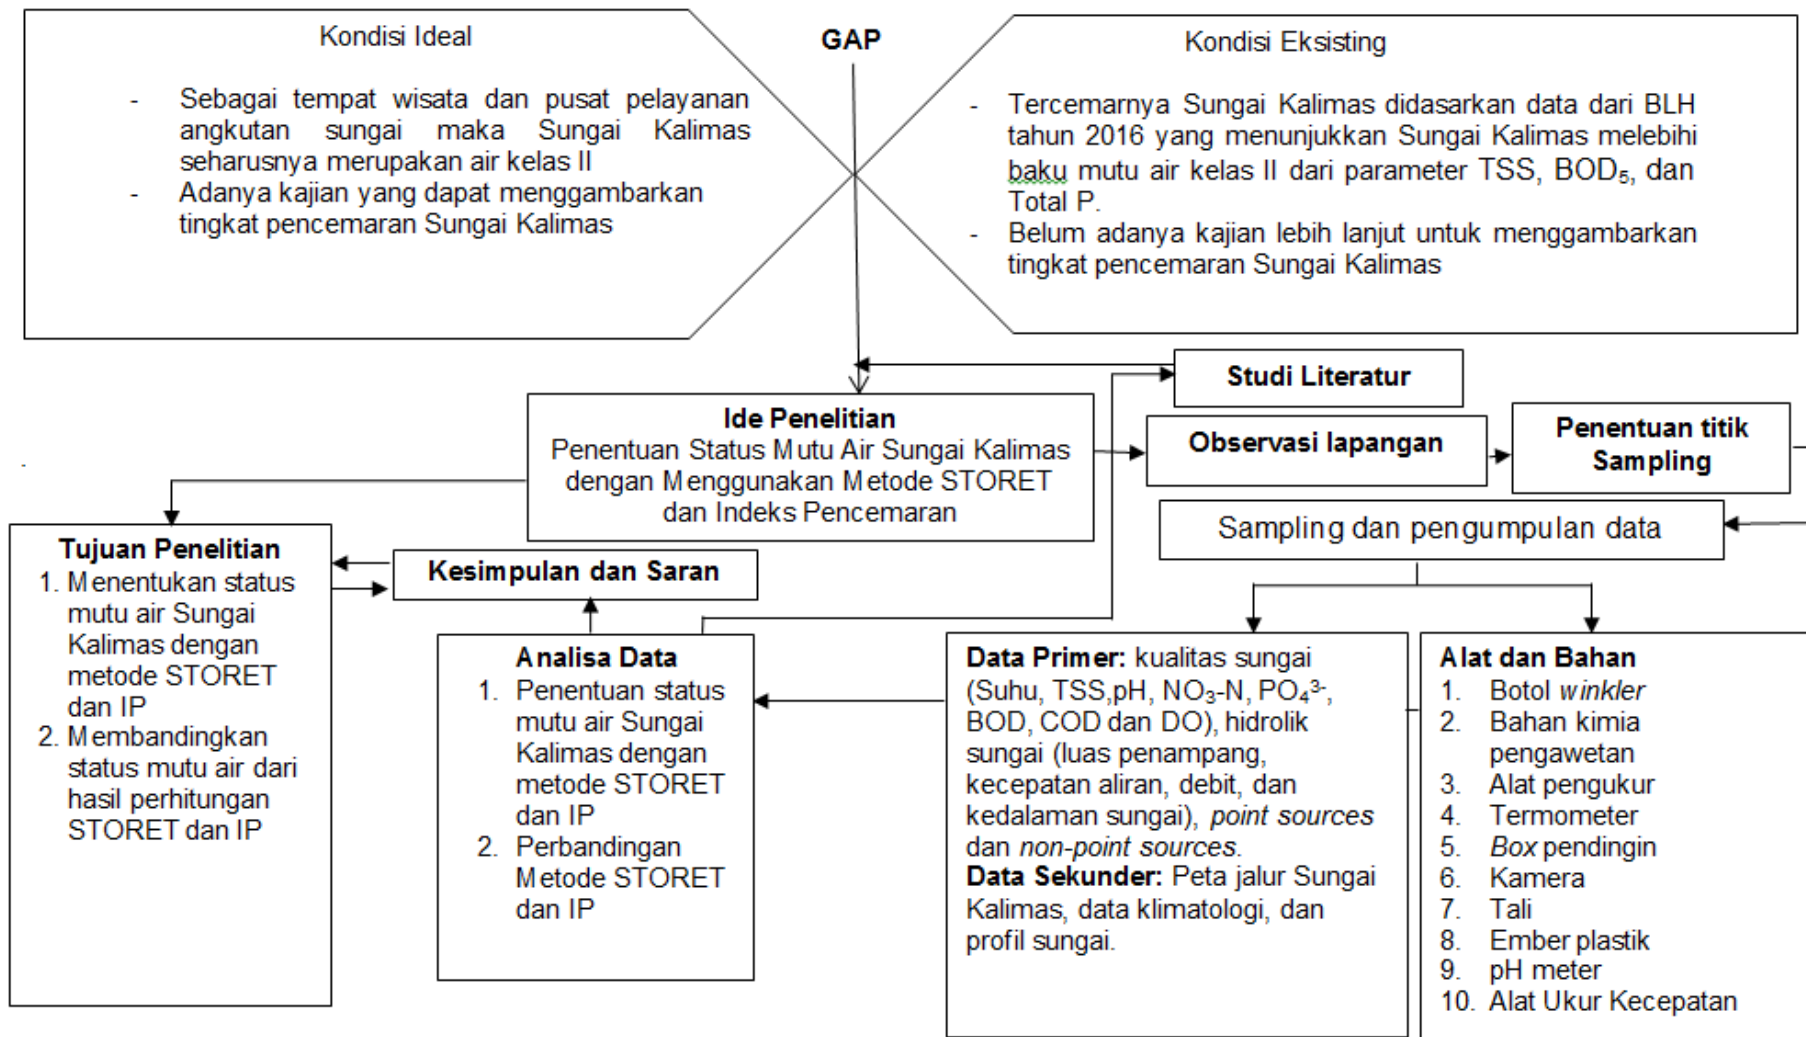 Kondisi Ideal
- Sebagai tempat wisata dan pusat pelayanan
angkutan sungai maka Sungai Kalimas
seharusnya merupakan air kelas II
- Adanya kajian yang dapat menggambarkan
tingkat pencemaran Sungai Kalimas
GAP
Kondisi Eksisting
- Tercemarnya Sungai Kalimas didasarkan data dari BLH
tahun 2016 yang menunjukkan Sungai Kalimas melebihi
baku mutu air kelas II dari parameter TSS, BOD₅, dan
Total P.
- Belum adanya kajian lebih lanjut untuk menggambarkan
tingkat pencemaran Sungai Kalimas
Studi Literatur
Ide Penelitian
Penentuan Status Mutu Air Sungai Kalimas
dengan Menggunakan Metode STORET
dan Indeks Pencemaran
Observasi lapangan
Penentuan titik
Sampling
Sampling dan pengumpulan data
Tujuan Penelitian
1. Menentukan status
mutu air Sungai
Kalimas dengan
metode STORET
dan IP
2. Membandingkan
status mutu air dari
hasil perhitungan
STORET dan IP
Kesimpulan dan Saran
Analisa Data
1. Penentuan status
mutu air Sungai
Kalimas dengan
metode STORET
dan IP
2. Perbandingan
Metode STORET
dan IP
Data Primer: kualitas sungai
(Suhu, TSS,pH, NO₃-N, PO₄³⁻,
BOD, COD dan DO), hidrolik
sungai (luas penampang,
kecepatan aliran, debit, dan
kedalaman sungai), point sources
dan non-point sources.
Data Sekunder: Peta jalur Sungai
Kalimas, data klimatologi, dan
profil sungai.
Alat dan Bahan
1. Botol winkler
2. Bahan kimia
pengawetan
3. Alat pengukur
4. Termometer
5. Box pendingin
6. Kamera
7. Tali
8. Ember plastik
9. pH meter
10. Alat Ukur Kecepatan